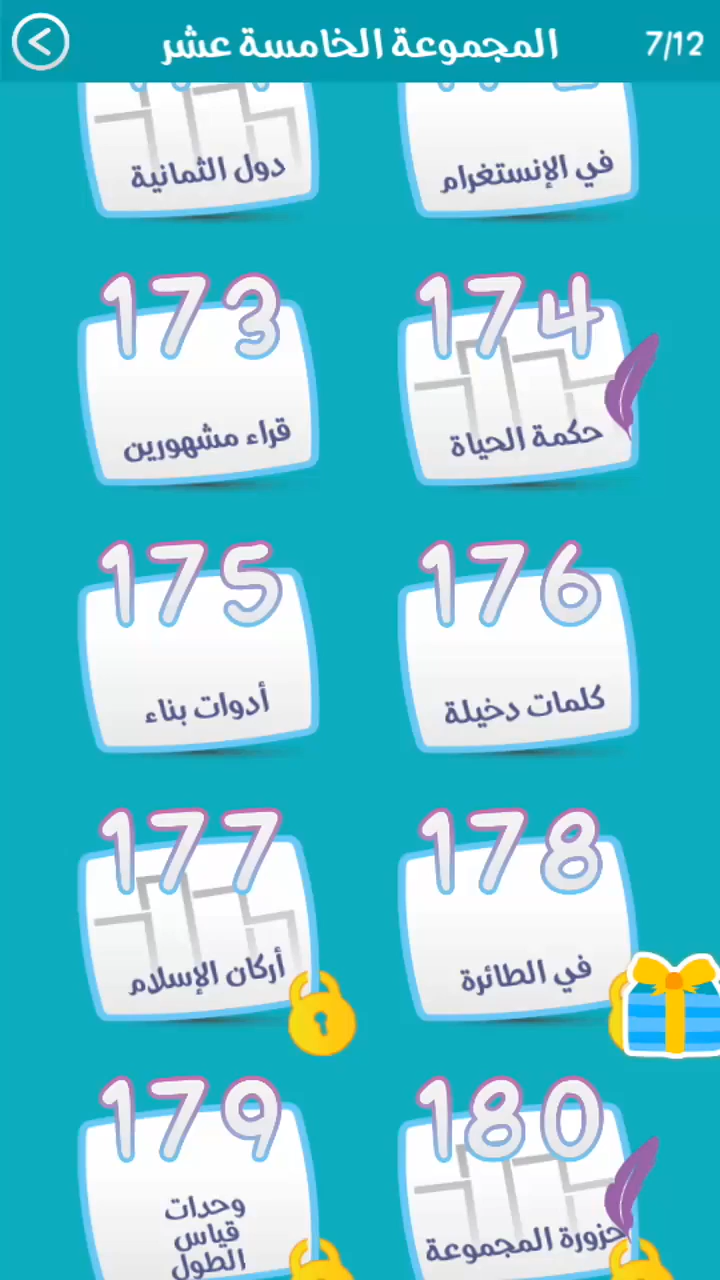 المجموعة الخامسة عشر
7/12
في الإنستغرام
دول الثمانية
173
قراء مشهورين
174
حكمة الحياة
175
أدوات بناء
176
كلمات دخيلة
177
أركان الإسلام
178
في الطائرة
179
وحدات
قياس
الطول
180
حزورة المجموعة